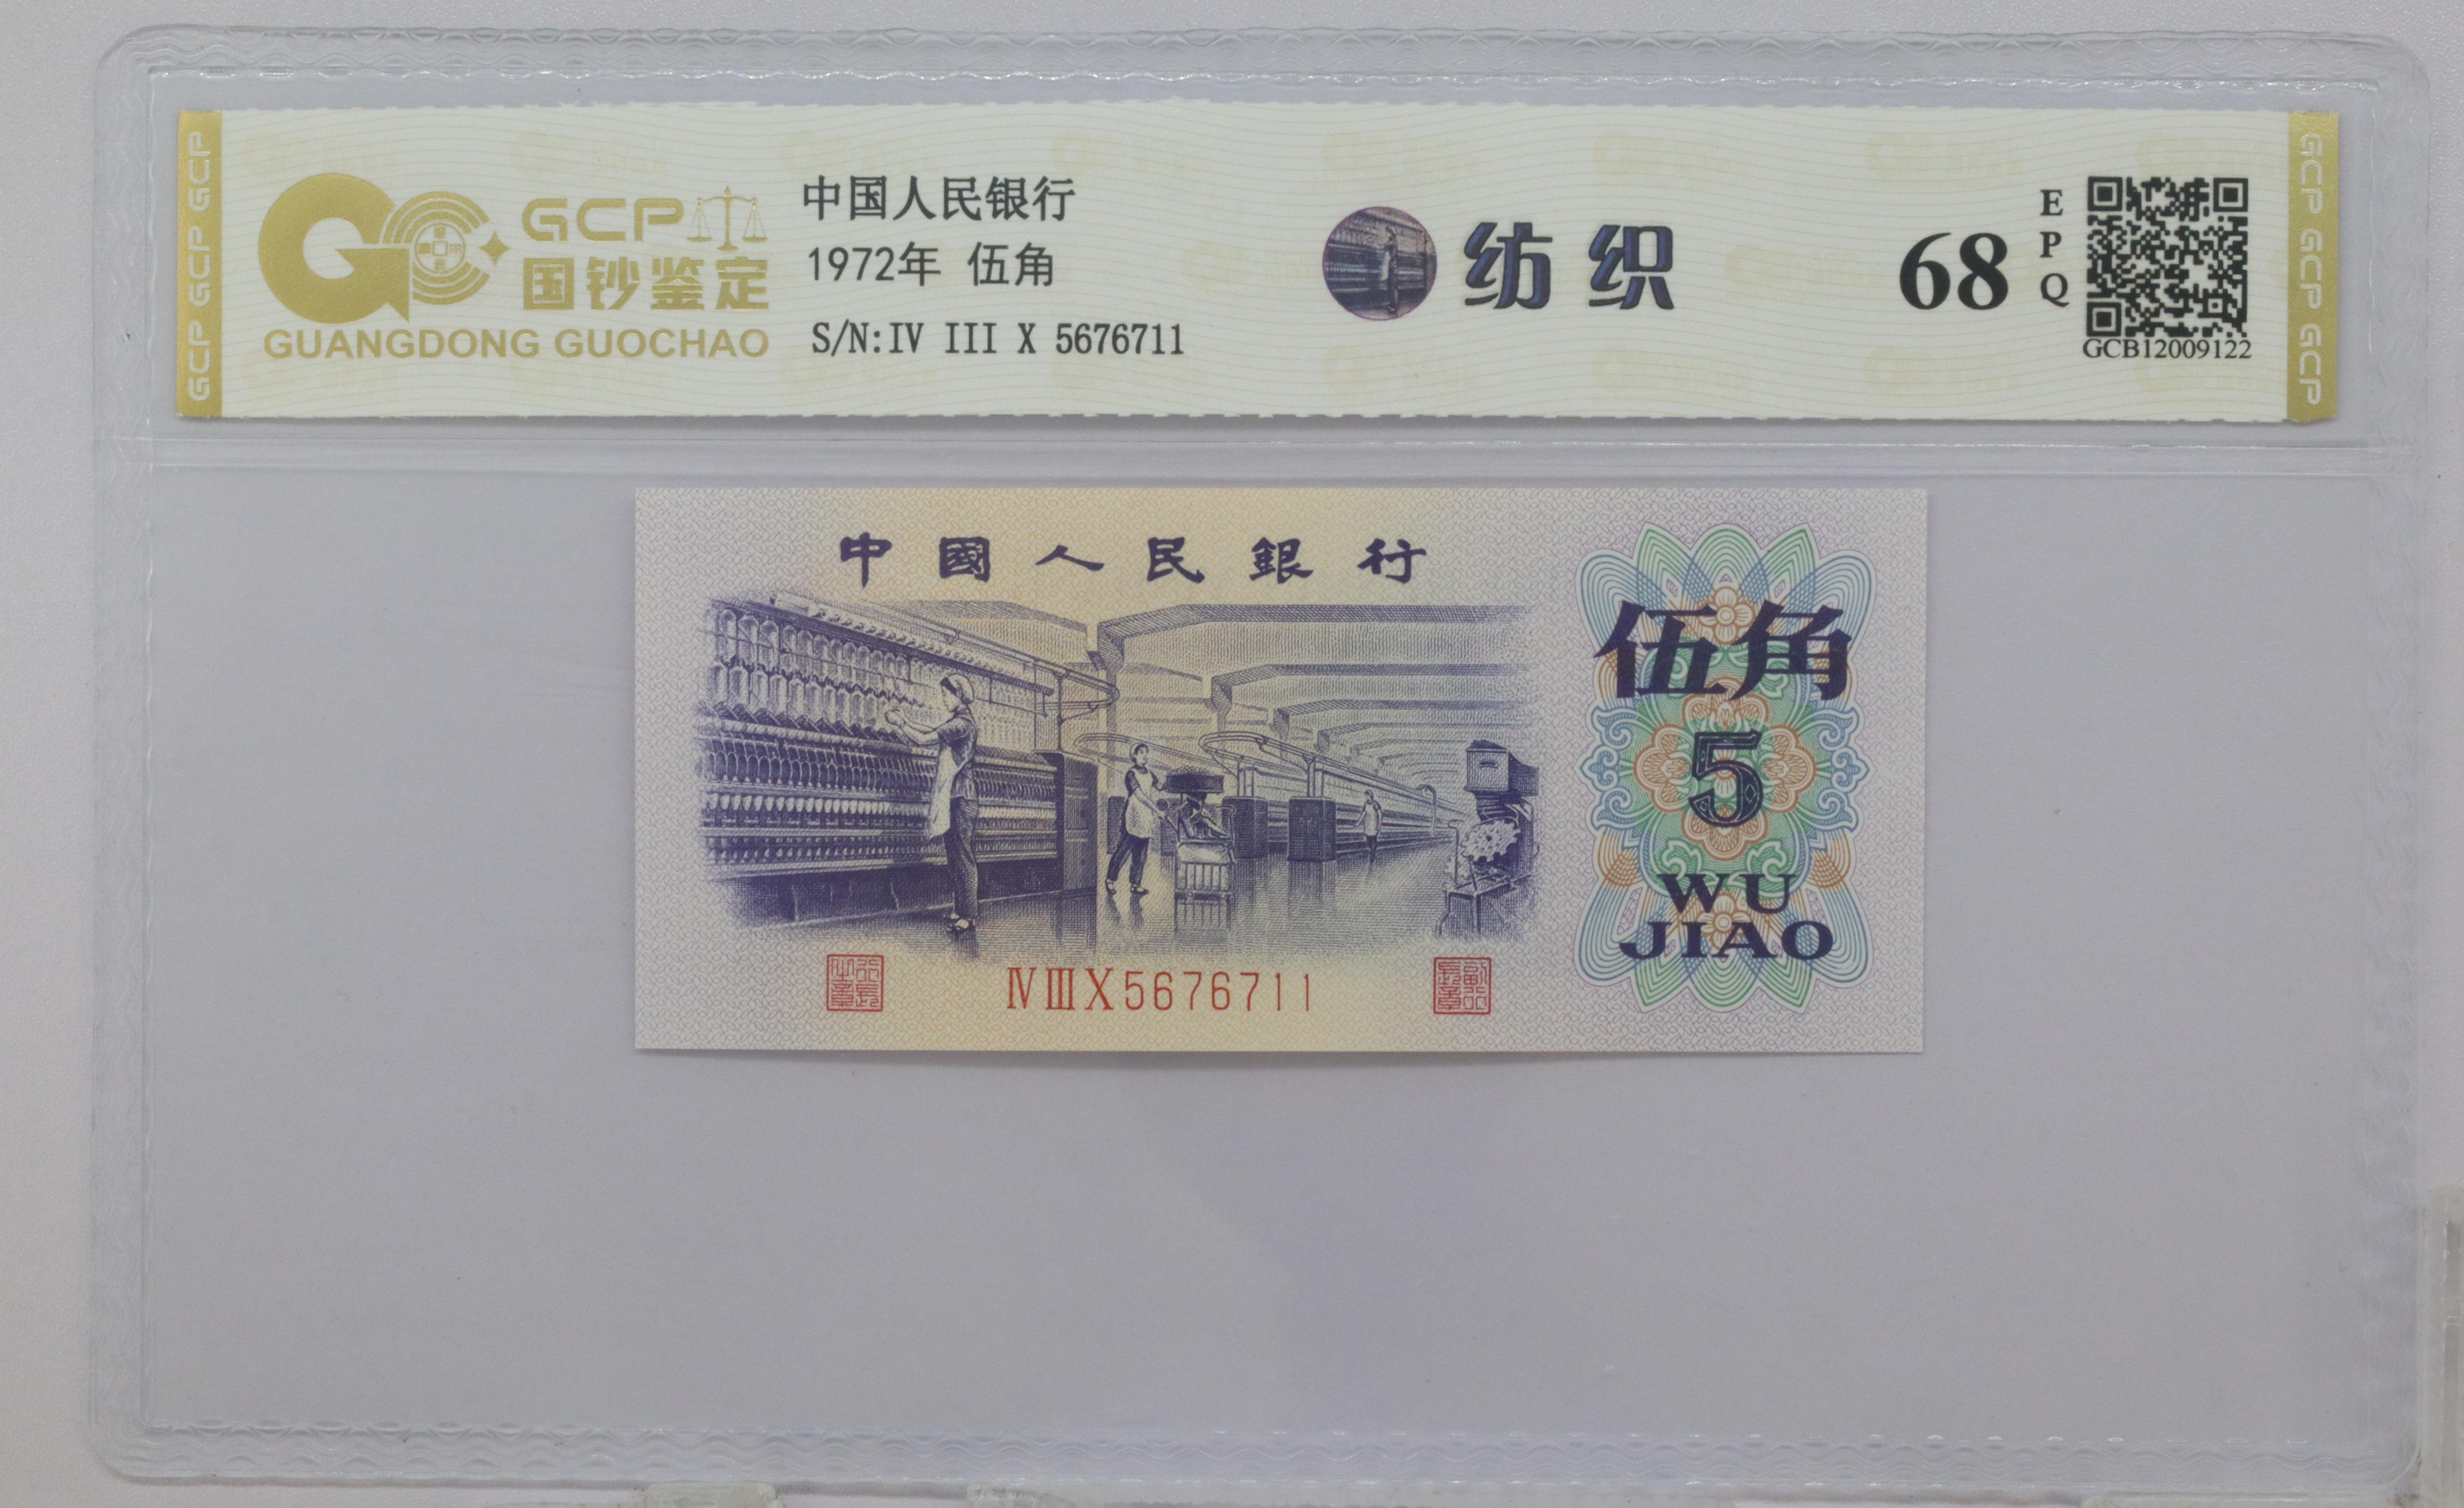 GCP GCP GCP
GCP
国钞鉴定
GUANGDONG GUOCHAO
中国人民银行
1972年 伍角
S/N:IV III X 5676711
纺织
68
EPQ
GCB12009122
GCP GCP GCP
中國人民銀行
伍角
5
WU
JIAO
ⅣⅢⅩ5676711